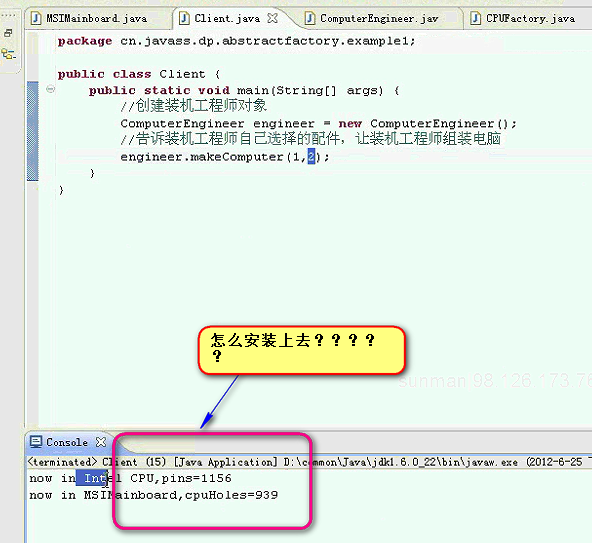 MSIMainboard.java
Client.java
ComputerEngineer.jav
CPUFactory.java
package cn.javass.dp.abstractfactory.example1;
public class Client {
public static void main(String[] args) {
//创建装机工程师对象
ComputerEngineer engineer = new ComputerEngineer();
//告诉装机工程师自己选择的配件，让装机工程师组装电脑
engineer.makeComputer(1,2);
}
}
怎么安装上去？？？？
？
sunman 98 *26 *73 76
Console
<terminated> Client (15) [Java Application] D:\common\Java\jdk1.6.0_22\bin\javaw.exe (2012-6-25
now in Intel CPU,pins=1156
now in MSIMainboard,cpuHoles=939